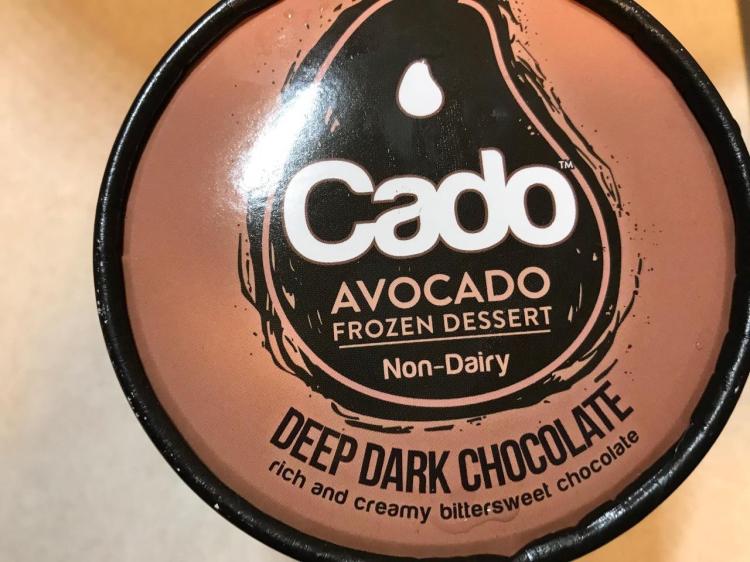 Cado™
AVOCADO
FROZEN DESSERT
Non-Dairy
DEEP DARK CHOCOLATE
rich and creamy bittersweet chocolate